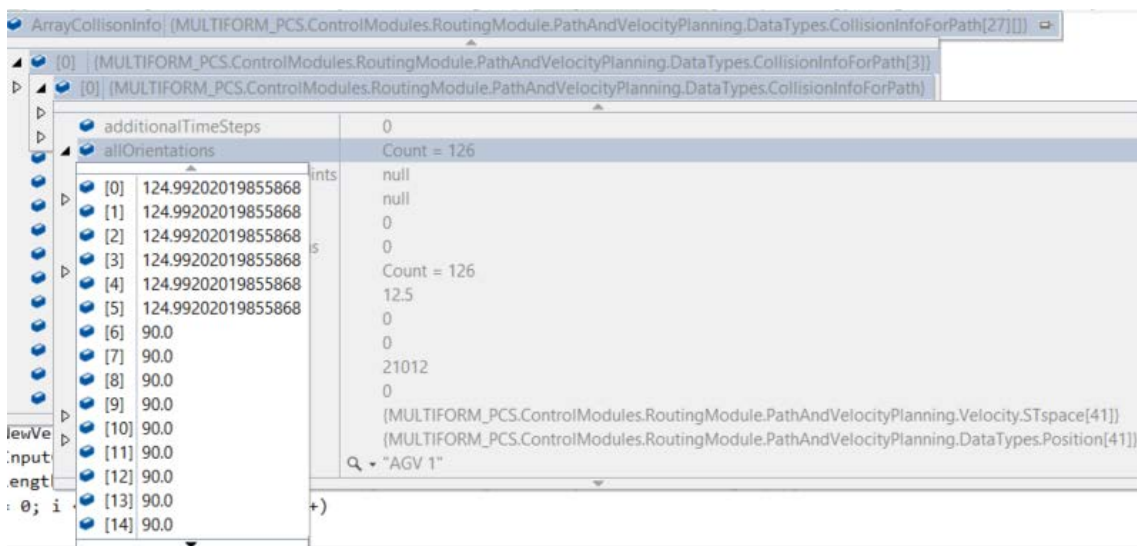 ArrayCollisonInfo {MULTIFORM_PCS.ControlModules.RoutingModule.PathAndVelocityPlanning.DataTypes.CollisionInfoForPath[27][]}
[0] {MULTIFORM_PCS.ControlModules.RoutingModule.PathAndVelocityPlanning.DataTypes.CollisionInfoForPath[3]}
[0] {MULTIFORM_PCS.ControlModules.RoutingModule.PathAndVelocityPlanning.DataTypes.CollisionInfoForPath}
additionalTimeSteps 0
allOrientations Count = 126
ints null
[0] 124.99202019855868
null
[1] 124.99202019855868
0
[2] 124.99202019855868
s 0
[3] 124.99202019855868
Count = 126
[4] 124.99202019855868
12.5
[5] 124.99202019855868
0
[6] 90.0
0
[7] 90.0
21012
[8] 90.0
0
[9] 90.0
{MULTIFORM_PCS.ControlModules.RoutingModule.PathAndVelocityPlanning.Velocity.STspace[41]}
[10] 90.0
{MULTIFORM_PCS.ControlModules.RoutingModule.PathAndVelocityPlanning.DataTypes.Position[41]}
[11] 90.0
"AGV 1"
[12] 90.0
[13] 90.0
= 0; i +)
[14] 90.0